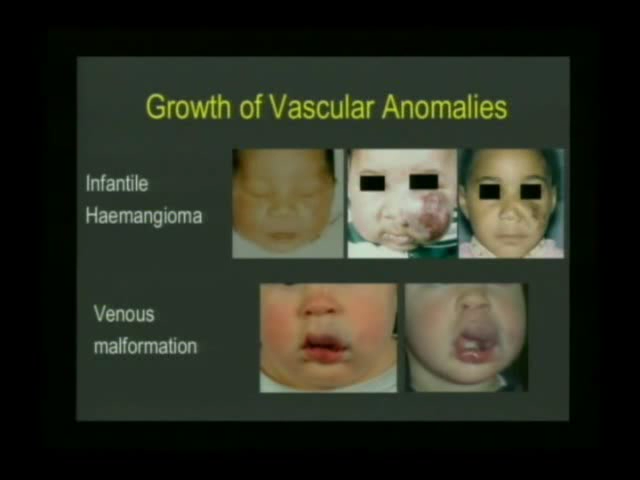 Growth of Vascular Anomalies
Infantile
Haemangioma
Venous
malformation